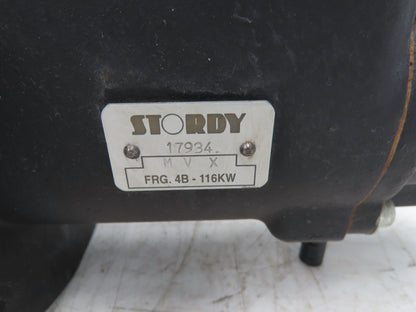 STORDY
17934.
M V X
FRG. 4B - 116KW